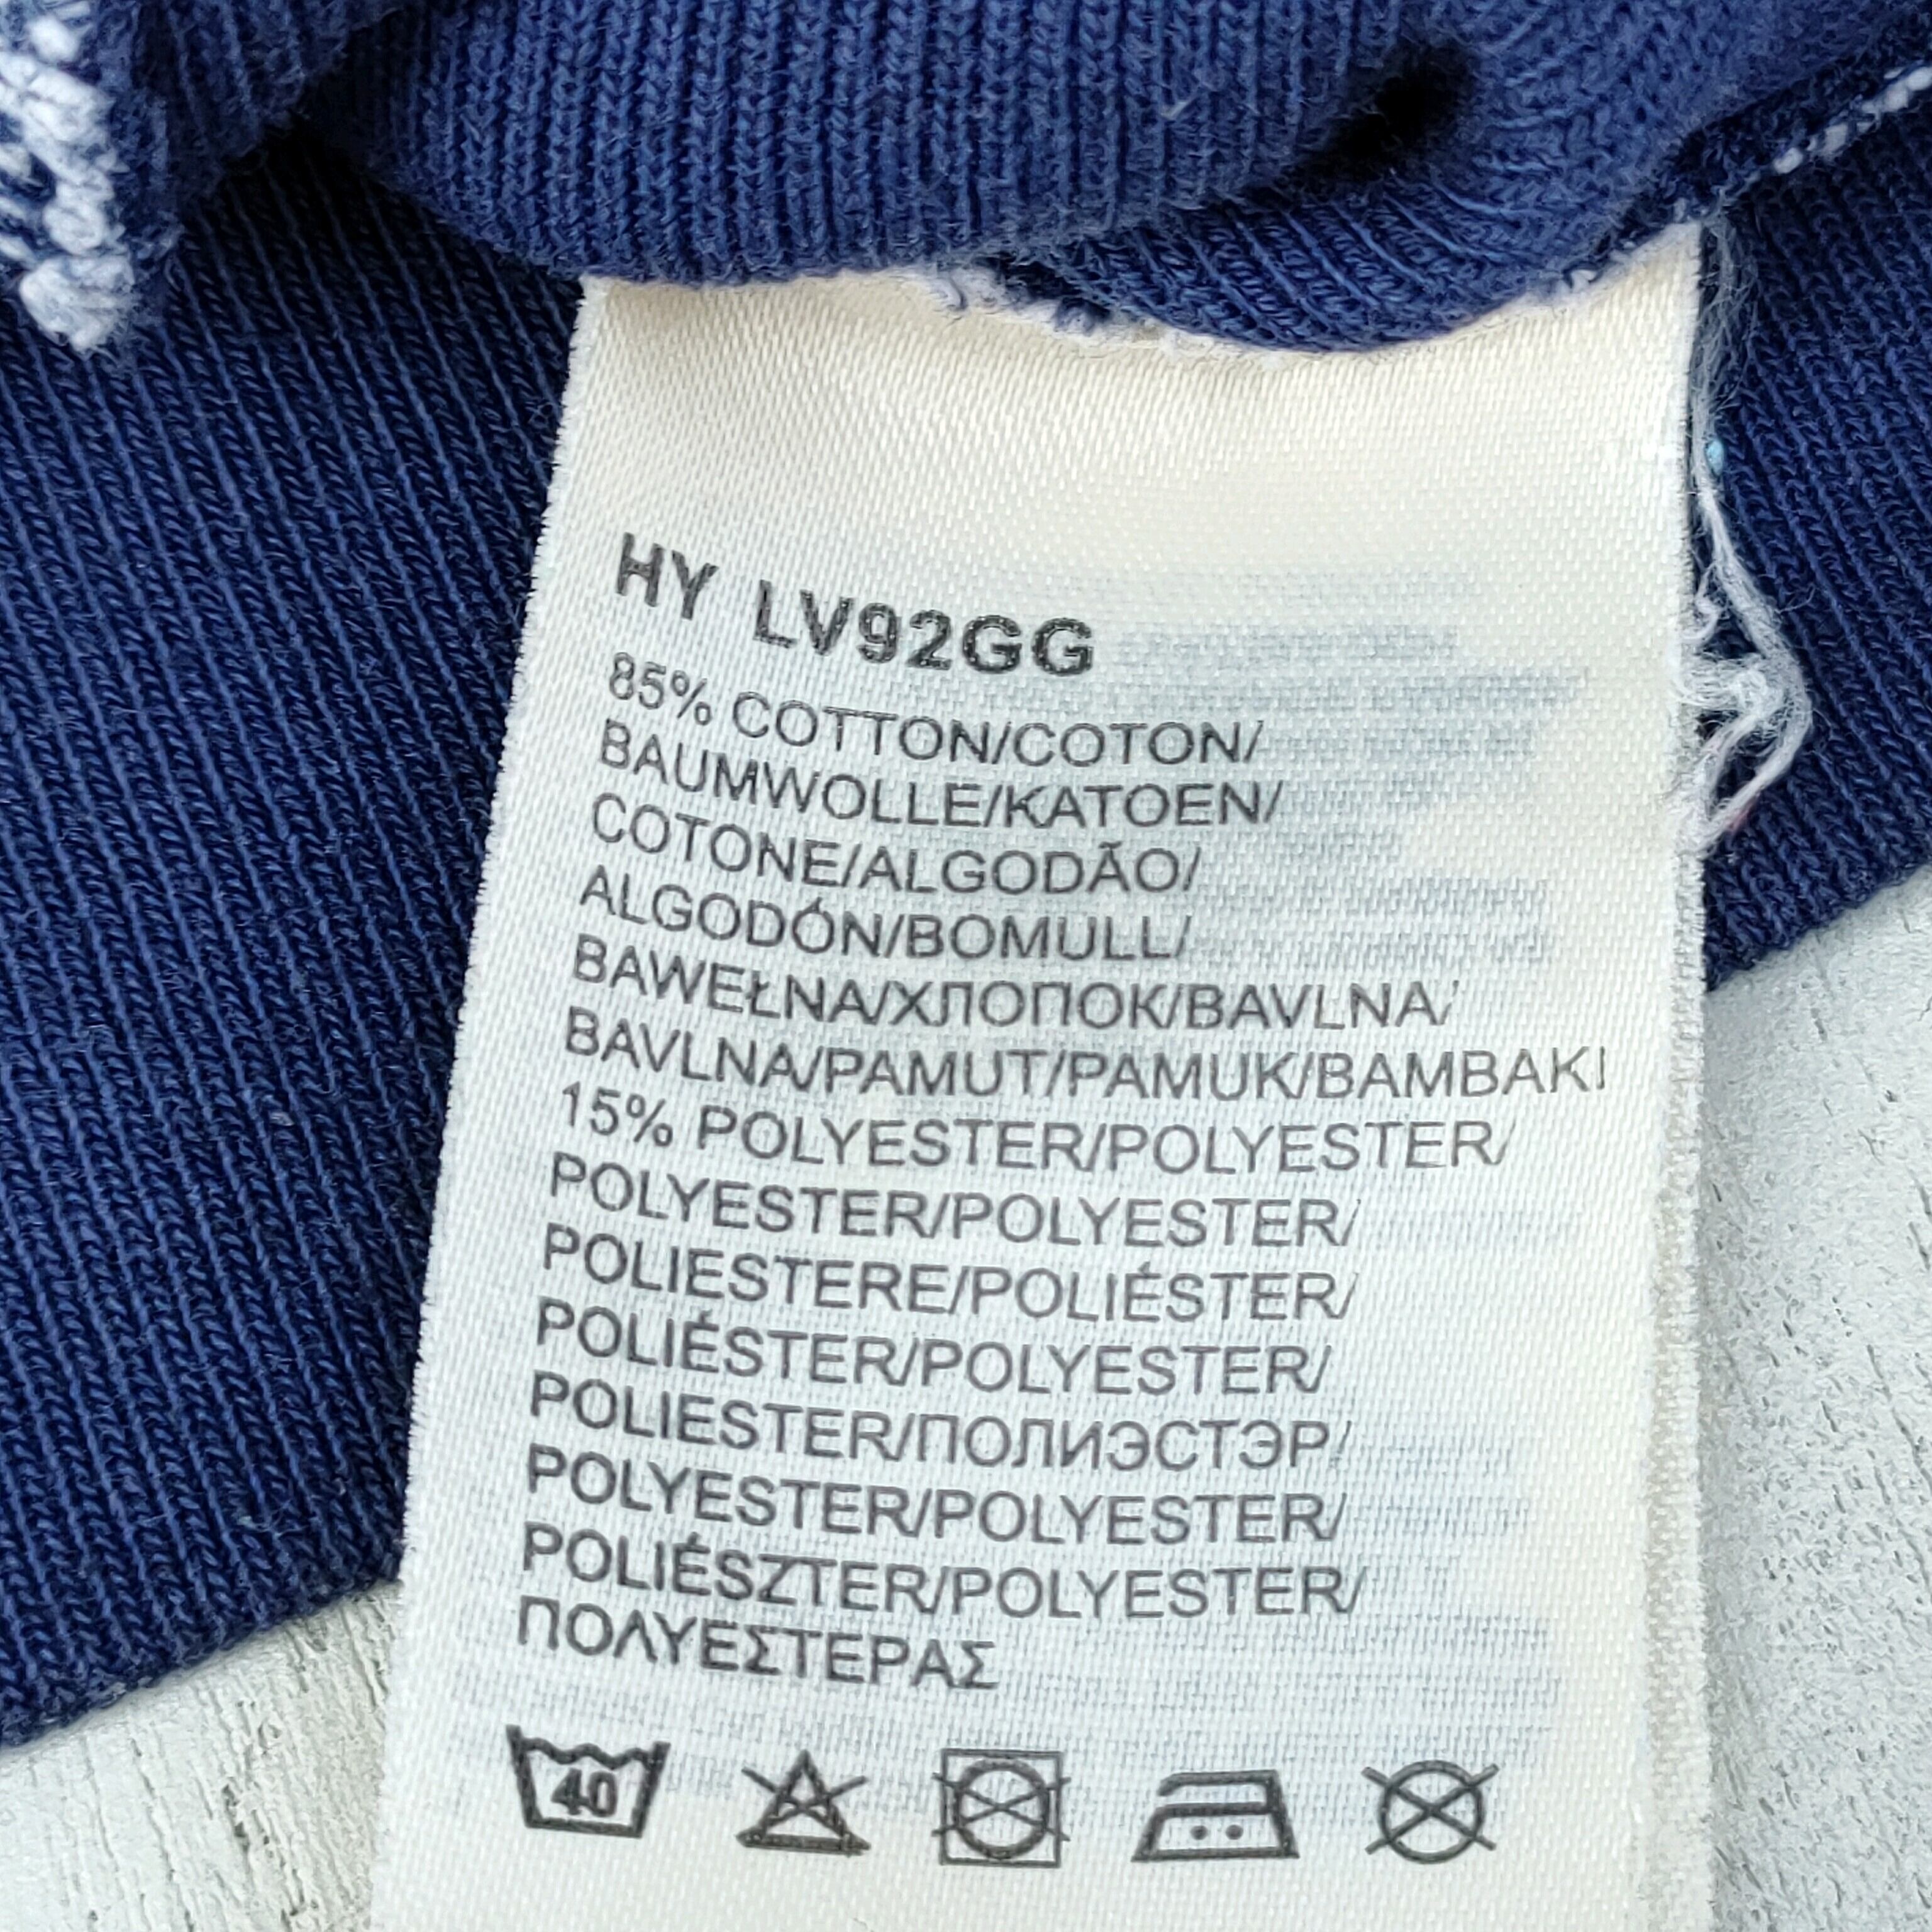 HY LV92GG
85% COTTON/COTON/
BAUMWOLLE/KATOEN/
COTONE/ALGODÃO/
ALGODÓN/BOMULL/
BAWEŁNA/ХЛОПОК/BAVLNA/
BAVLNA/PAMUT/PAMUK/BAMBAKI
15% POLYESTER/POLYESTER/
POLYESTER/POLYESTER/
POLIESTERE/POLIÉSTER/
POLIÉSTER/POLYESTER/
POLIESTER/ПОЛИЭСТЭР/
POLYESTER/POLYESTER/
POLIÉSZTER/POLYESTER/
ΠΟΛΥΕΣΤΕΡΑΣ
40